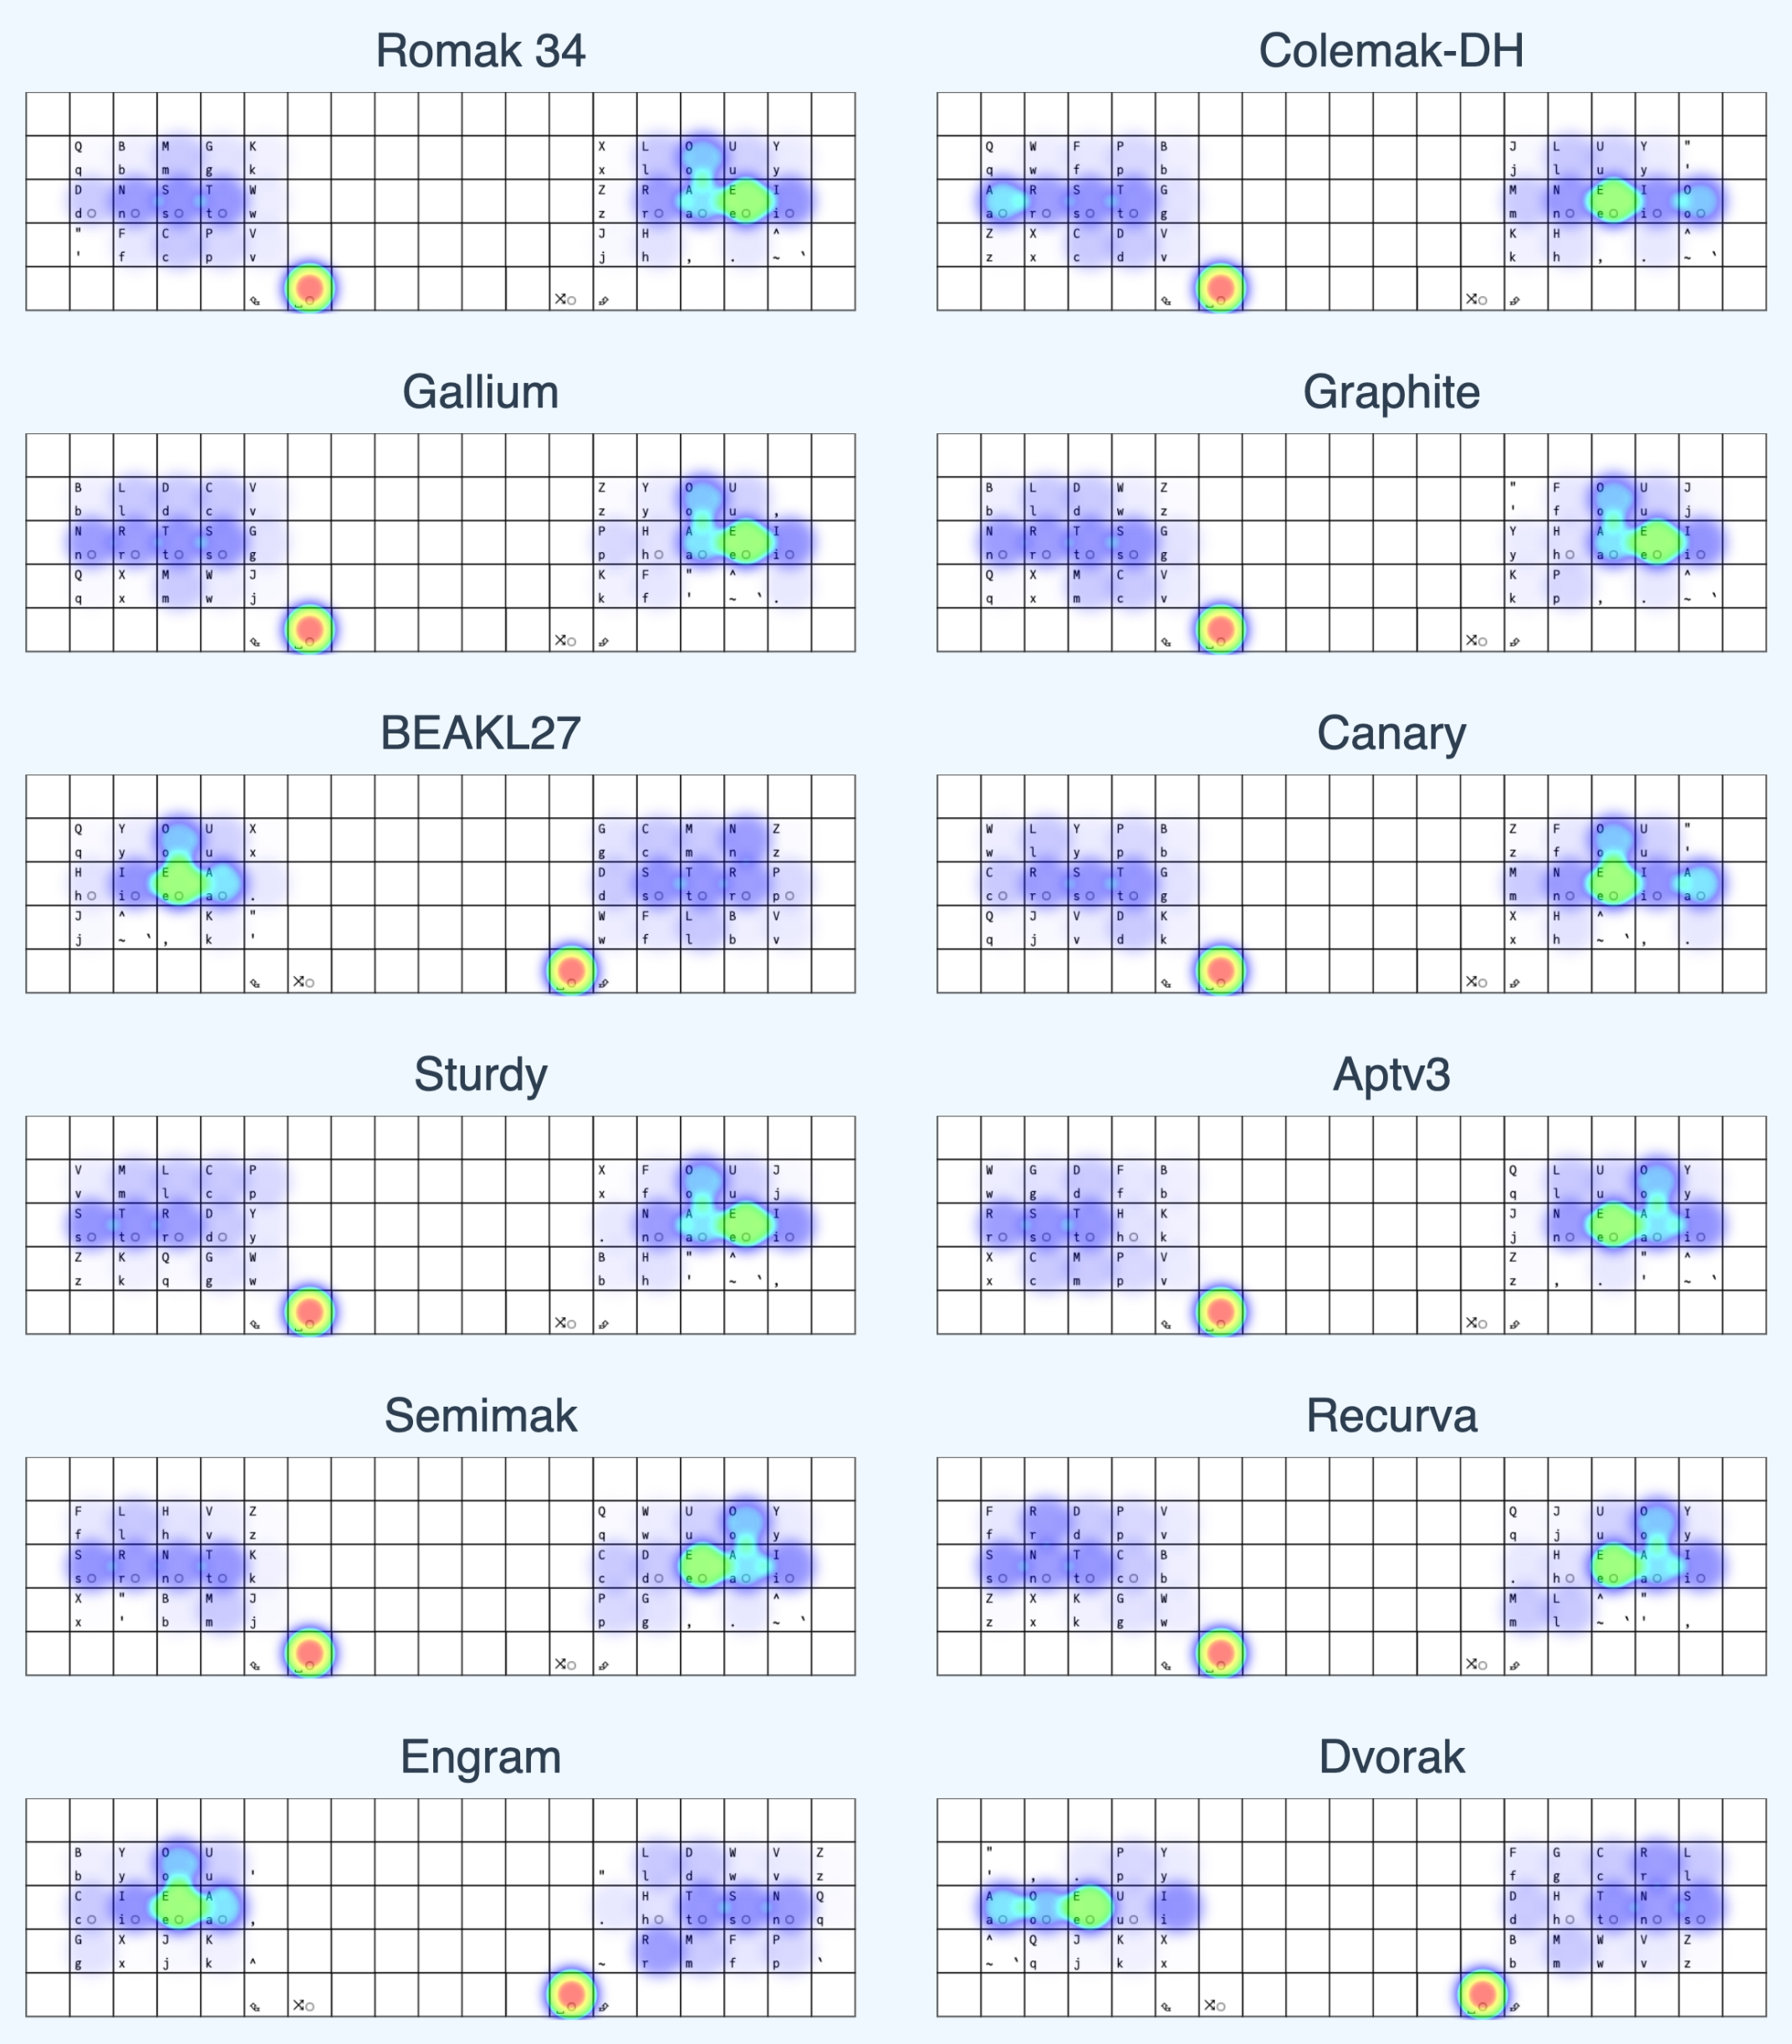 Romak 34
Q B M G K X L O U Y
q b m g k x l o u y
D N S T W Z R A E I
d n s t w z r a e i
" F C P V J H ^
' f c p v j h , . ~ `
Colemak-DH
Q W F P B J L U Y "
q w f p b j l u y '
A R S T G M N E I O
a r s t g m n e i o
Z X C D V K H ^
z x c d v k h , . ~ `
Gallium
B L D C V Z Y O U
b l d c v z y o u ,
N R T S G P H A E I
n r t s g p h a e i
Q X M W J K F " ^
q x m w j k f ' ~ ` .
Graphite
B L D W Z " F O U J
b l d w z ' f o u j
N R T S G Y H A E I
n r t s g y h a e i
Q X M C V K P ^
q x m c v k p , . ~ `
BEAKL27
Q Y O U X G C M N Z
q y o u x g c m n z
H I E A D S T R P
h i e a . d s t r p
J ^ K " W F L B V
j ~ ` , k ' w f l b v
Canary
W L Y P B Z F O U "
w l y p b z f o u '
C R S T G M N E I A
c r s t g m n e i a
Q J V D K X H ^
q j v d k x h ~ ` , .
Sturdy
V M L C P X F O U J
v m l c p x f o u j
S T R D Y N A E I
s t r d y . n a e i
Z K Q G W B H " ^
z k q g w b h ' ~ ` ,
Aptv3
W G D F B Q L U O Y
w g d f b q l u o y
R S T H K J N E A I
r s t h k j n e a i
X C M P V Z " ^
x c m p v z , . ' ~ `
Semimak
F L H V Z Q W U O Y
f l h v z q w u o y
S R N T K C D E A I
s r n t k c d e a i
X " B M J P G ^
x ' b m j p g , . ~ `
Recurva
F R D P V Q J U O Y
f r d p v q j u o y
S N T C B H E A I
s n t c b . h e a i
Z X K G W M L ^ "
z x k g w m l ~ ` ' ,
Engram
B Y O U L D W V Z
b y o u ' " l d w v z
C I E A H T S N Q
c i e a , . h t s n q
G X J K ^ R M F P
g x j k ~ r m f p `
Dvorak
" P Y F G C R L
' , . p y f g c r l
A O E U I D H T N S
a o e u i d h t n s
^ Q J K X B M W V Z
~ ` q j k x b m w v z